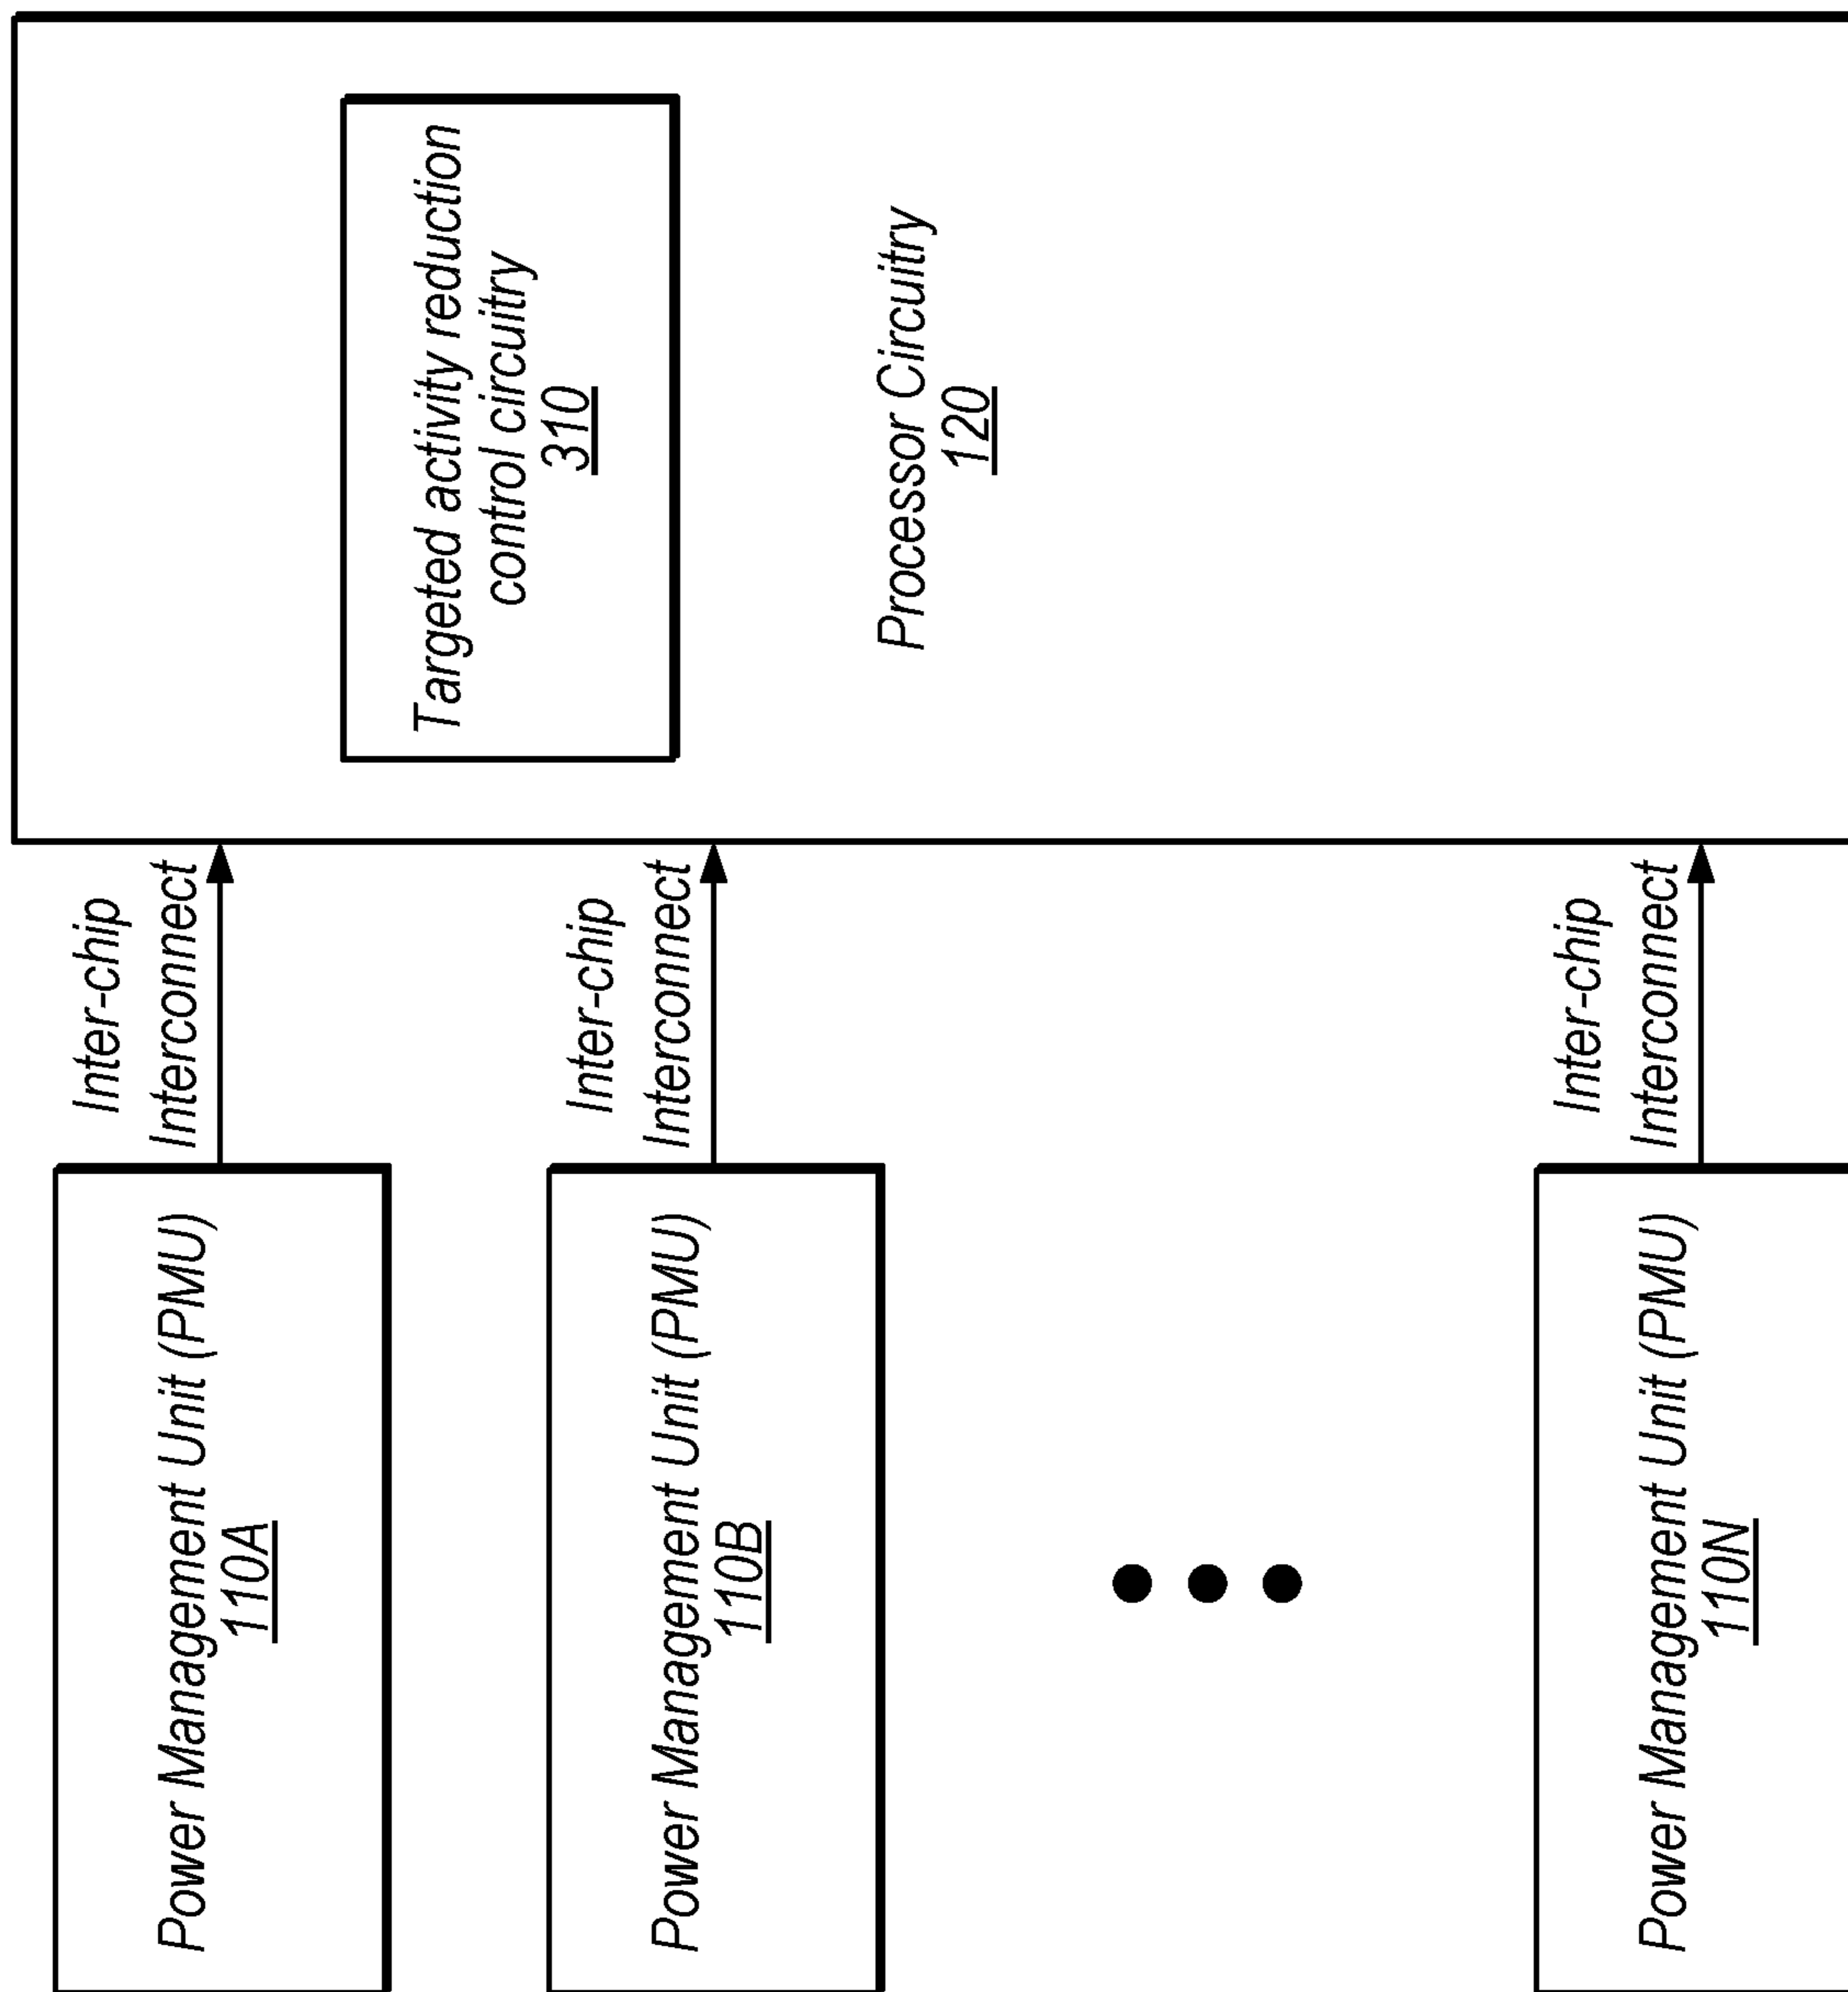 Power Management Unit (PMU)
110A
Inter-chip
Interconnect
Power Management Unit (PMU)
110B
Inter-chip
Interconnect
Power Management Unit (PMU)
110N
Inter-chip
Interconnect
Targeted activity reduction
control circuitry
310
Processor Circuitry
120